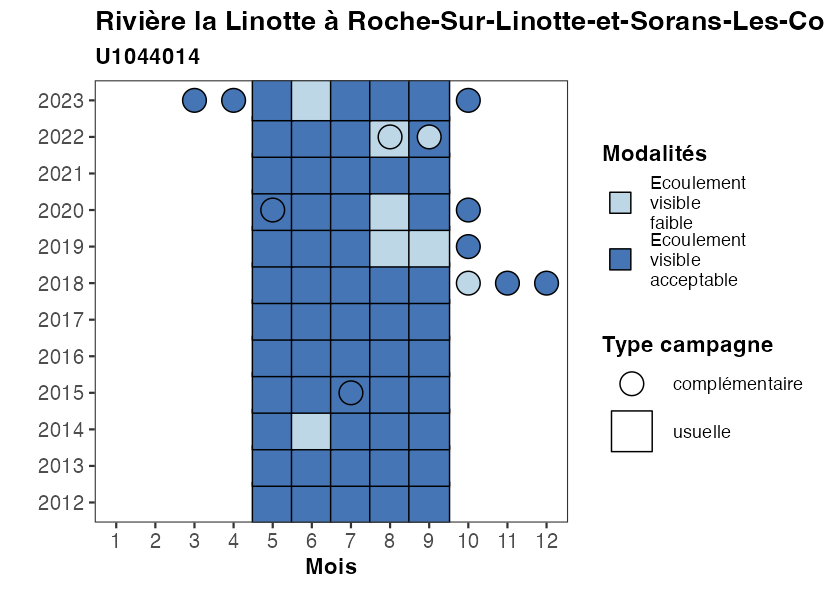 Rivière la Linotte à Roche-Sur-Linotte-et-Sorans-Les-Co
U1044014
2023
2022
2021
2020
2019
2018
2017
2016
2015
2014
2013
2012
1 2 3 4 5 6 7 8 9 10 11 12
Mois
Modalités
Ecoulement
visible
faible
Ecoulement
visible
acceptable
Type campagne
complémentaire
usuelle